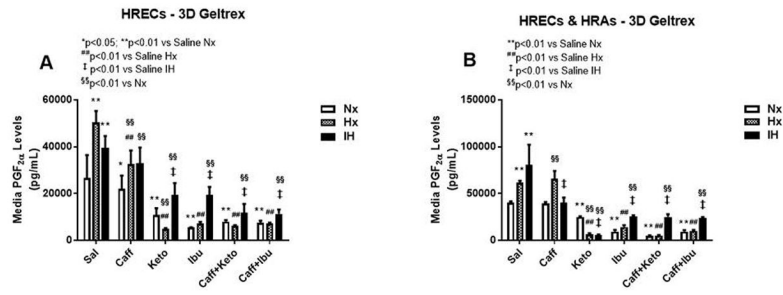 HRECs - 3D Geltrex
A
*p<0.05; **p<0.01 vs Saline Nx
##p<0.01 vs Saline Hx
‡ p<0.01 vs Saline IH
§§p<0.01 vs Nx
Media PGF2α Levels
(pg/mL)
60000
40000
20000
0
** ** * §§ ## §§ ** §§ ## §§ ‡ ** ## §§ ‡ ** ## §§ ‡ ** ## §§ ‡
Sal
Caff
Keto
Ibu
Caff+Keto
Caff+Ibu
Nx
Hx
IH
HRECs & HRAs - 3D Geltrex
B
**p<0.01 vs Saline Nx
##p<0.01 vs Saline Hx
‡ p<0.01 vs Saline IH
§§p<0.01 vs Nx
Media PGF2α Levels
(pg/mL)
150000
100000
50000
0
** ** §§ ‡ ** §§ ## §§ ‡ ** ## §§ ‡ ** ## §§ ‡ ** ## §§ ‡
Sal
Caff
Keto
Ibu
Caff+Keto
Caff+Ibu
Nx
Hx
IH